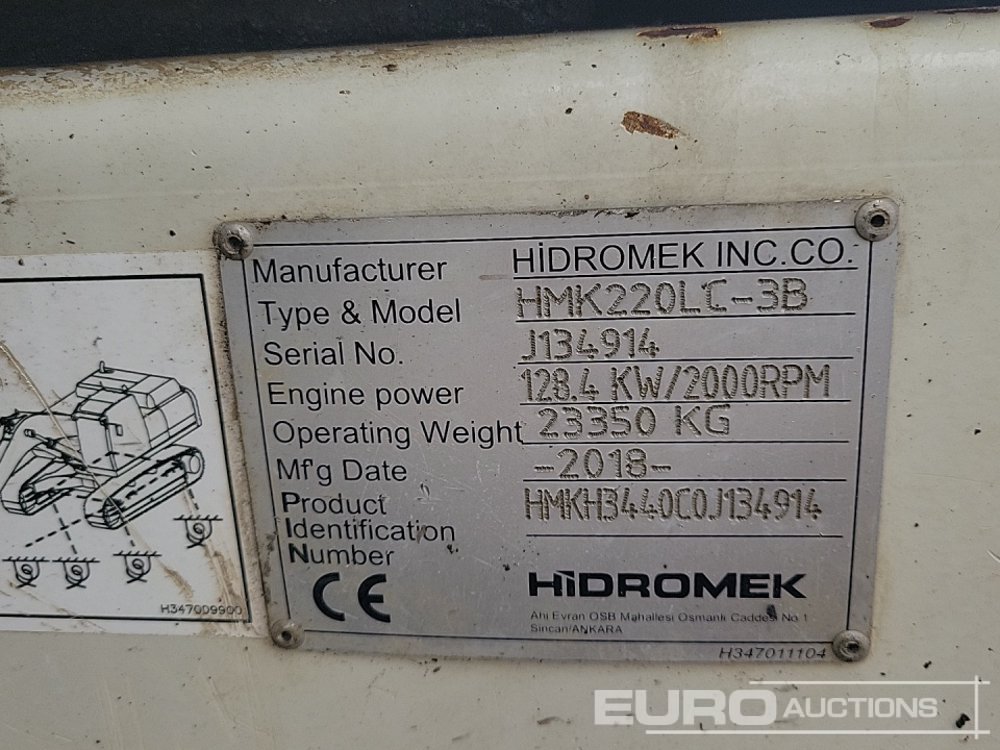 Manufacturer HİDROMEK INC.CO.
Type & Model HMK220LC-3B
Serial No. J134914
Engine power 128.4 KW/2000RPM
Operating Weight 23350 KG
Mf'g Date -2018-
Product HMKH3440C0J134914
Identification
Number
CE HİDROMEK
Ahi Evran OSB Mahallesi Osmanlı Caddesi No 1
Sincan/ANKARA
H347011104
H347009900
EURO AUCTIONS